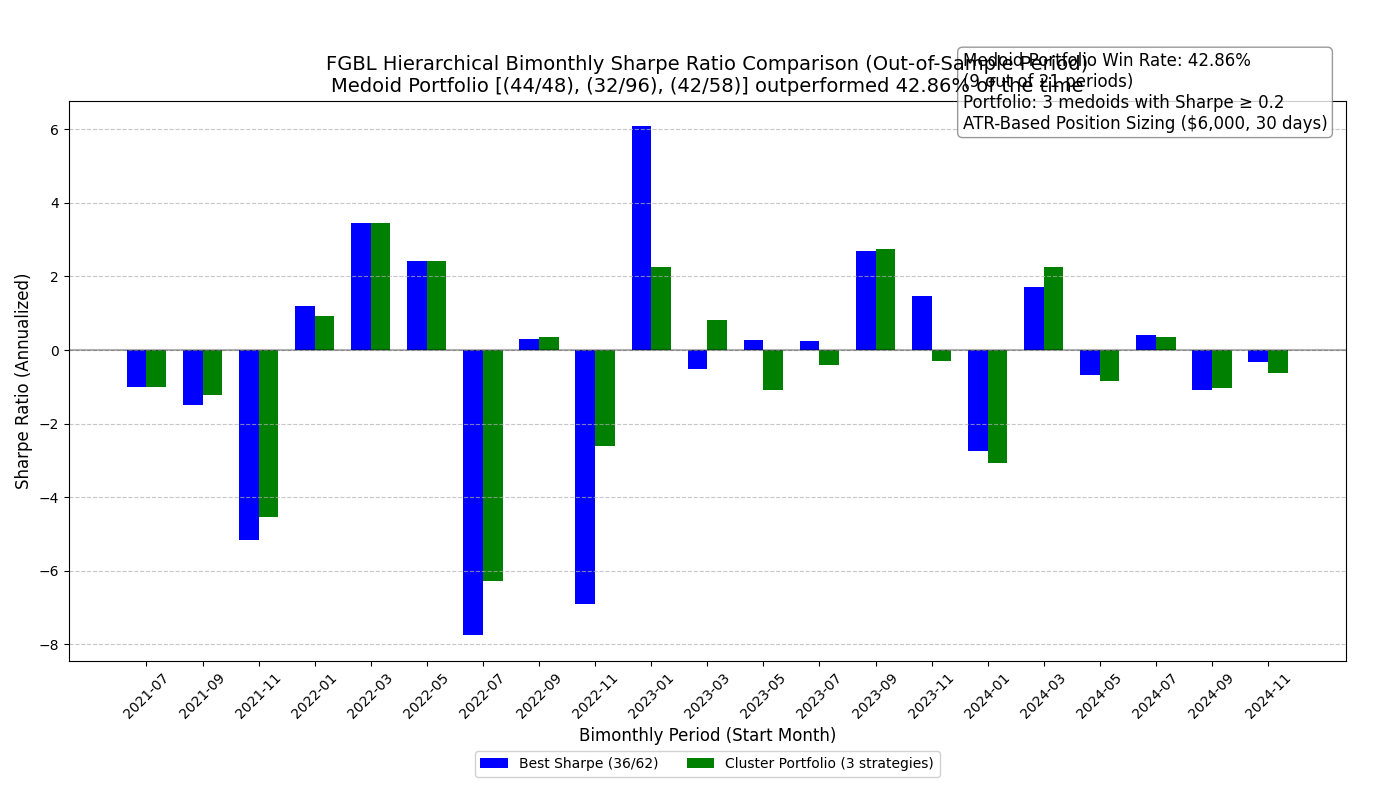 FGBL Hierarchical Bimonthly Sharpe Ratio Comparison (Out-of-Sample Period)
Medoid Portfolio [(44/48), (32/96), (42/58)] outperformed 42.86% of the time
Medoid Portfolio Win Rate: 42.86%
(9 out of 21 periods)
Portfolio: 3 medoids with Sharpe ≥ 0.2
ATR-Based Position Sizing ($6,000, 30 days)
Sharpe Ratio (Annualized)
6
4
2
0
−2
−4
−6
−8
2021-07
2021-09
2021-11
2022-01
2022-03
2022-05
2022-07
2022-09
2022-11
2023-01
2023-03
2023-05
2023-07
2023-09
2023-11
2024-01
2024-03
2024-05
2024-07
2024-09
2024-11
Bimonthly Period (Start Month)
Best Sharpe (36/62)
Cluster Portfolio (3 strategies)